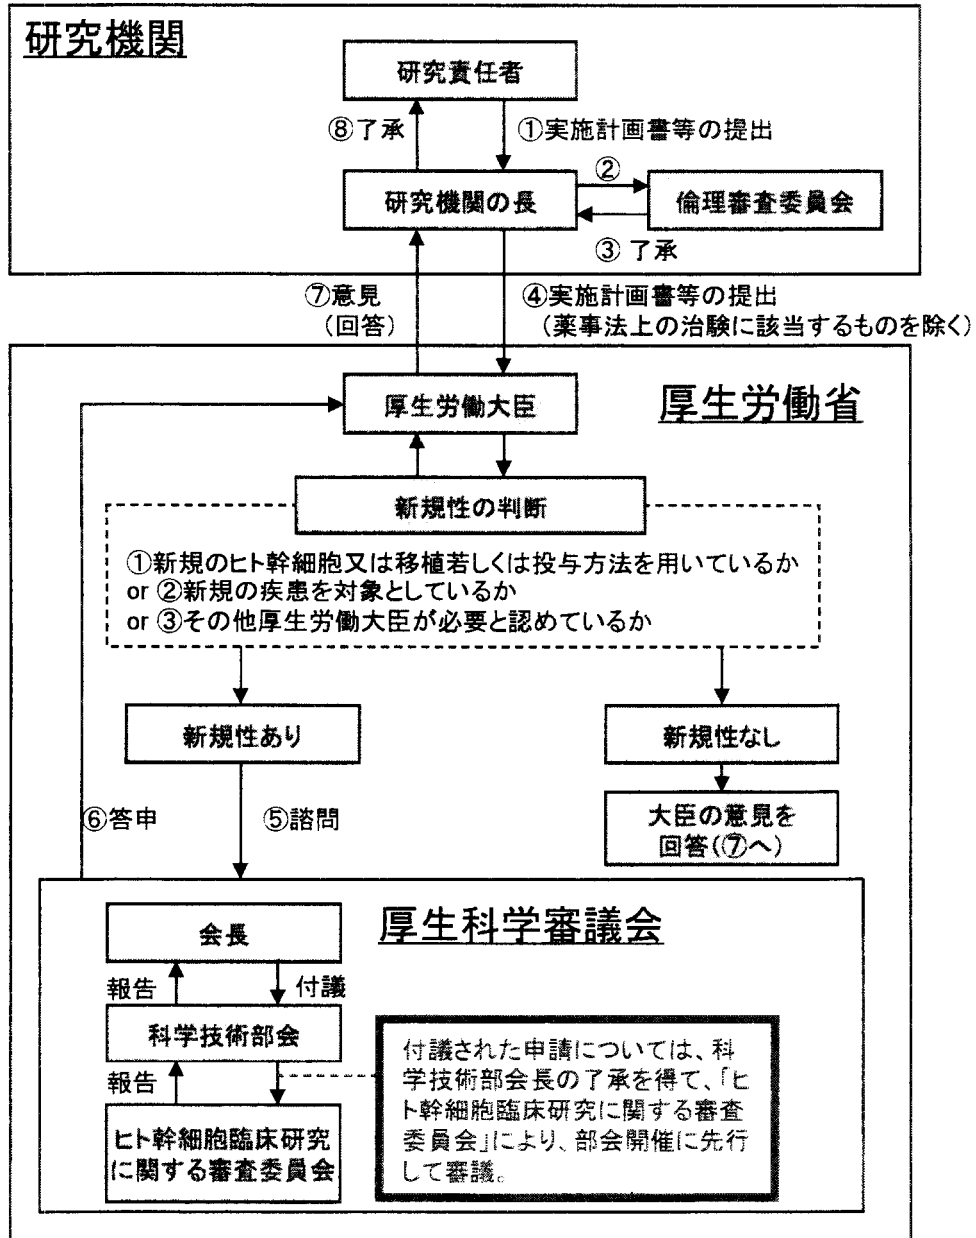 研究機関
研究責任者
⑧了承
①実施計画書等の提出
②
研究機関の長
倫理審査委員会
③了承
⑦意見
(回答)
④実施計画書等の提出
(薬事法上の治験に該当するものを除く)
厚生労働省
厚生労働大臣
新規性の判断
①新規のヒト幹細胞又は移植若しくは投与方法を用いているか
or ②新規の疾患を対象としているか
or ③その他厚生労働大臣が必要と認めているか
新規性あり
新規性なし
⑥答申
⑤諮問
大臣の意見を
回答(⑦へ)
厚生科学審議会
会長
報告
付議
科学技術部会
報告
ヒト幹細胞臨床研究
に関する審査委員会
付議された申請については、科
学技術部会長の了承を得て、「ヒ
ト幹細胞臨床研究に関する審査
委員会」により、部会開催に先行
して審議。